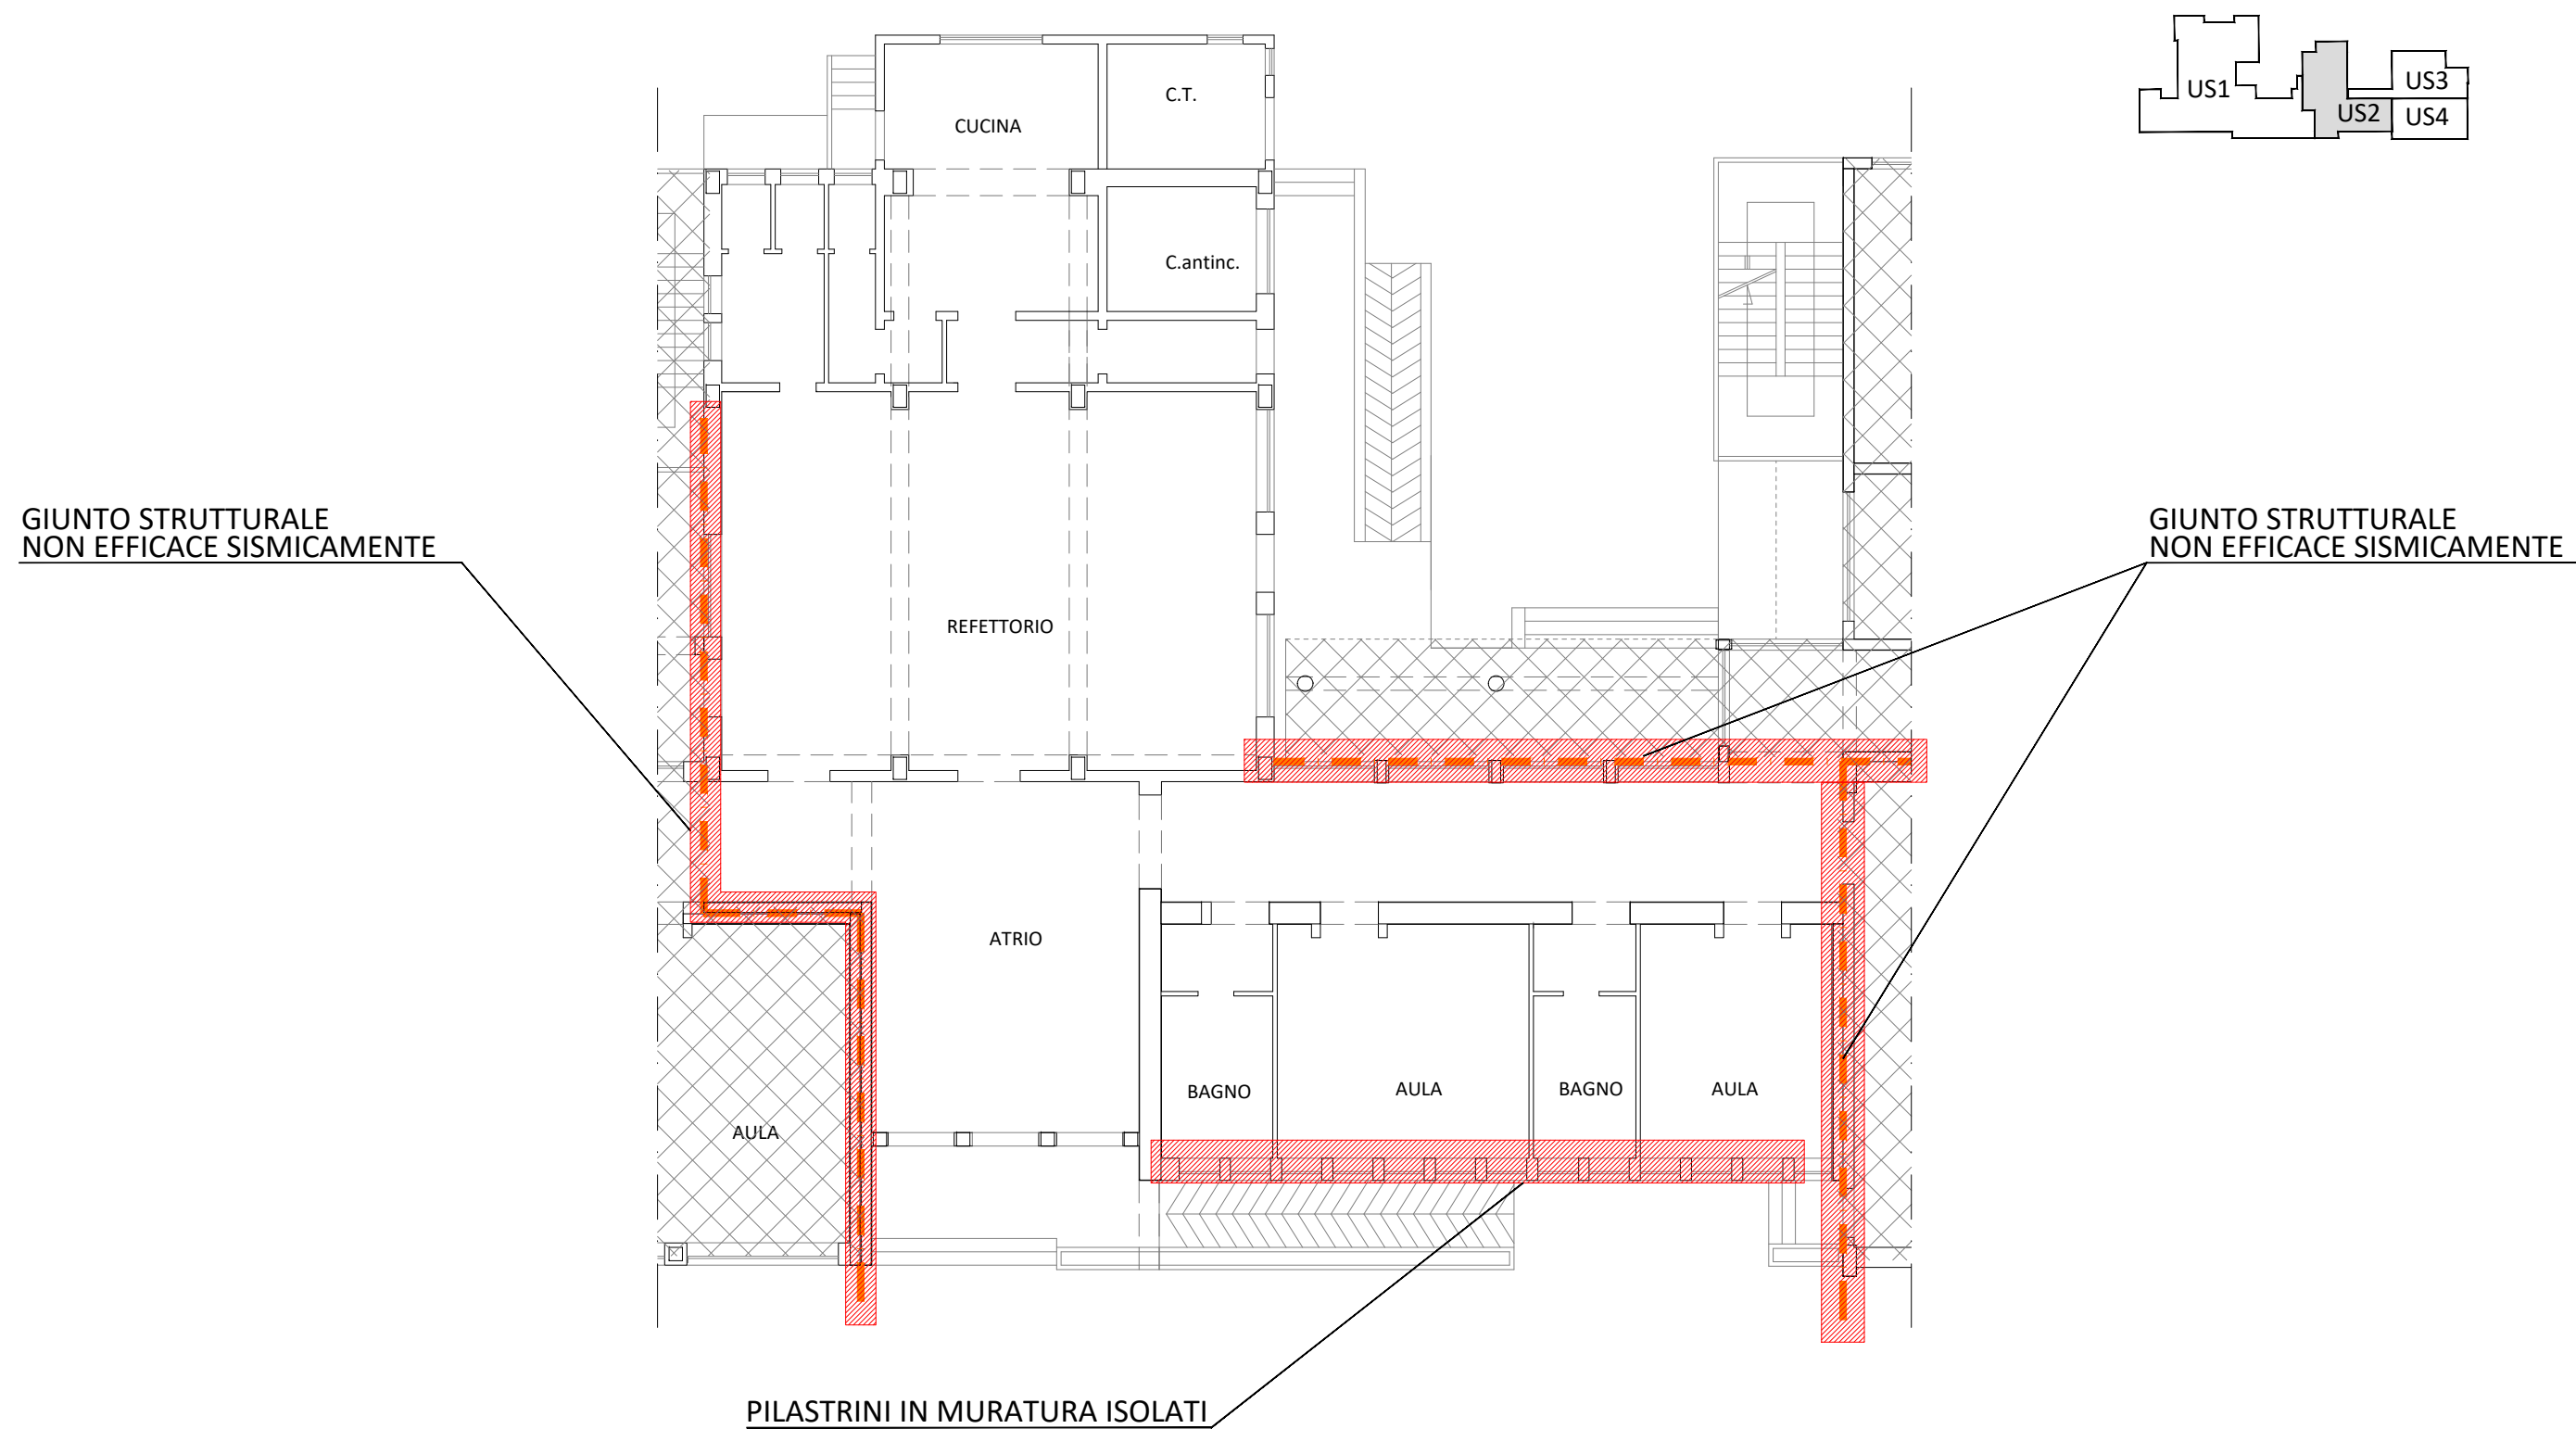 US1
US3
US2
US4
C.T.
CUCINA
C.antinc.
GIUNTO STRUTTURALE
NON EFFICACE SISMICAMENTE
GIUNTO STRUTTURALE
NON EFFICACE SISMICAMENTE
REFETTORIO
ATRIO
BAGNO
AULA
BAGNO
AULA
AULA
PILASTRINI IN MURATURA ISOLATI